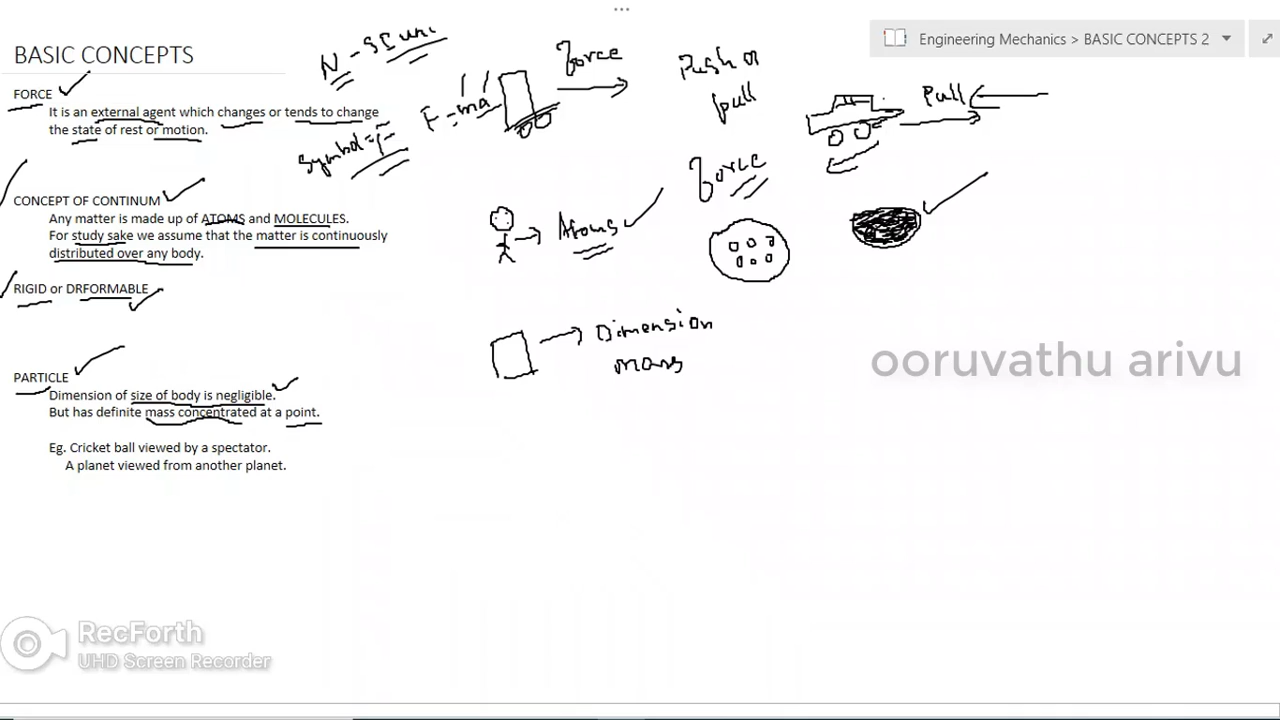 BASIC CONCEPTS
Engineering Mechanics > BASIC CONCEPTS 2
N - SI uni
Force
Push or
pull
FORCE
It is an external agent which changes or tends to change
the state of rest or motion.
F = ma
Symbol = F
Pull
Force
CONCEPT OF CONTINUM
Any matter is made up of ATOMS and MOLECULES.
For study sake we assume that the matter is continuously
distributed over any body.
Atoms
RIGID or DRFORMABLE
Dimension
mass
PARTICLE
Dimension of size of body is negligible.
But has definite mass concentrated at a point.
Eg. Cricket ball viewed by a spectator.
A planet viewed from another planet.
ooruvathu arivu
RecForth
UHD Screen Recorder